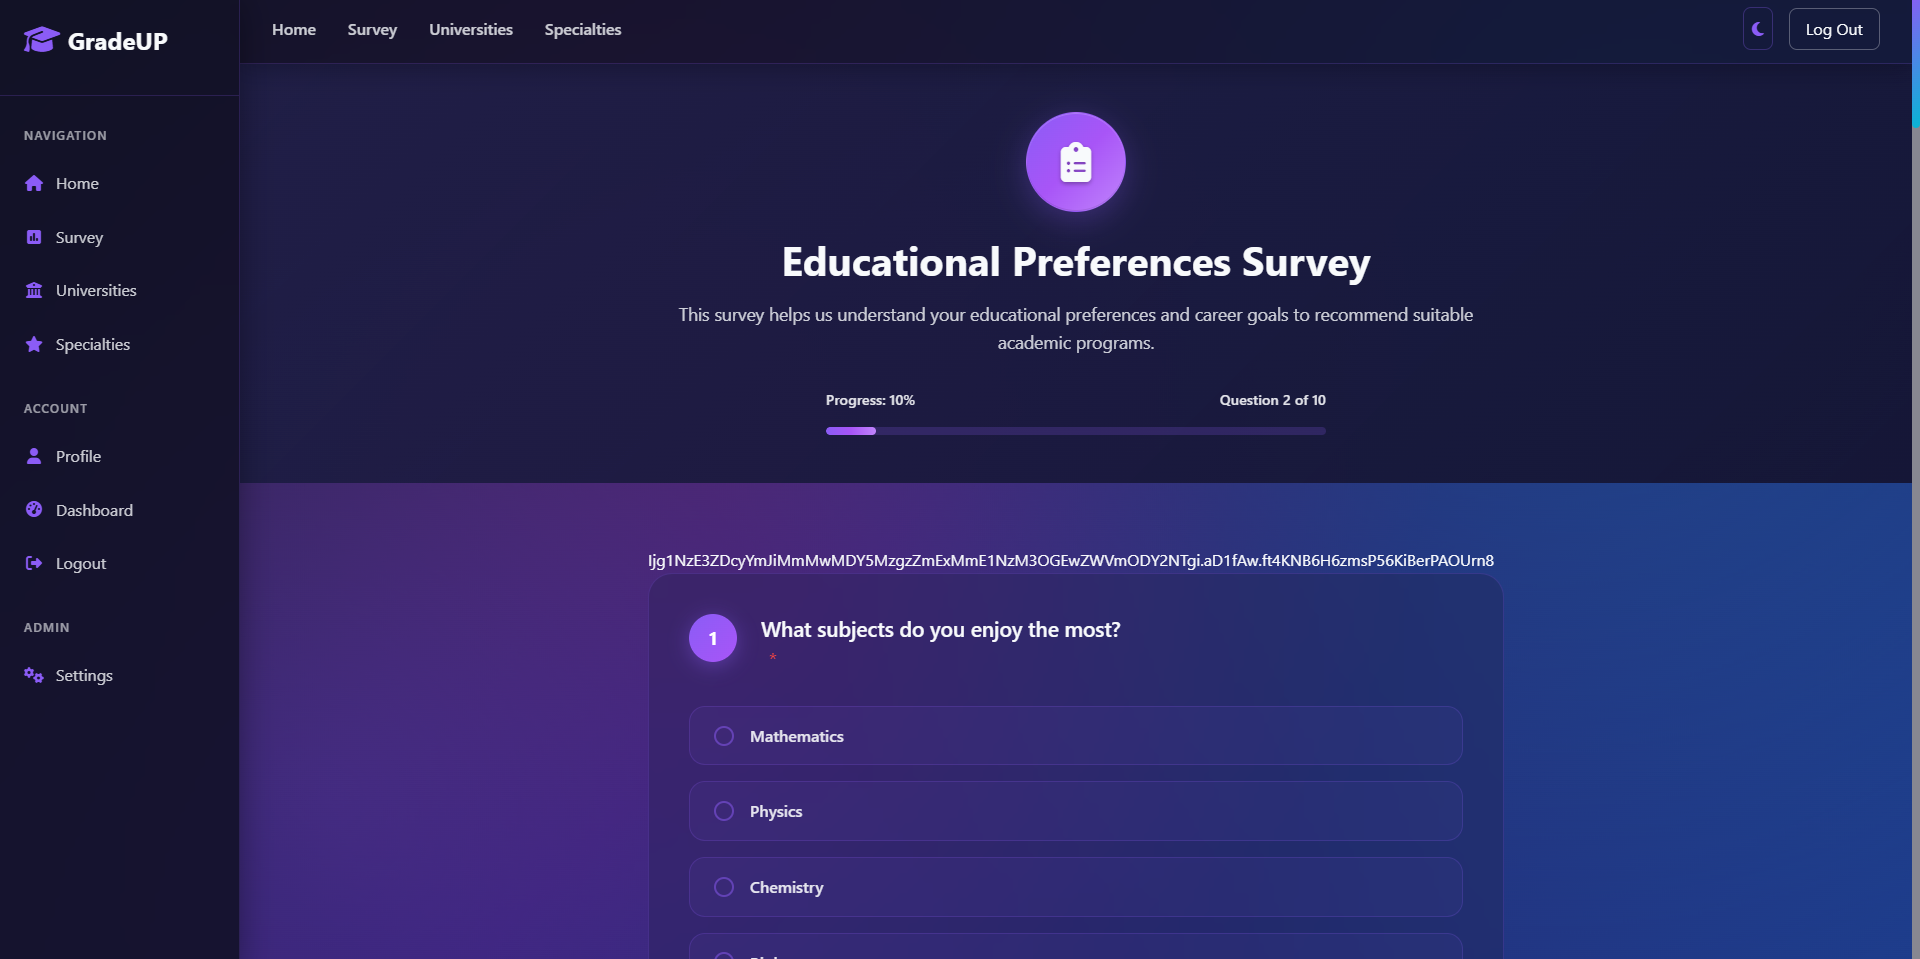 GradeUP
Home Survey Universities Specialties
Log Out
NAVIGATION
Home
Survey
Universities
Specialties
ACCOUNT
Profile
Dashboard
Logout
ADMIN
Settings
Educational Preferences Survey
This survey helps us understand your educational preferences and career goals to recommend suitable
academic programs.
Progress: 10% Question 2 of 10
Ijg1NzE3ZDcyYmJiMmMwMDY5MzgzZmExMmE1NzM3OGEwZWVmODY2NTgi.aD1fAw.ft4KNB6H6zmsP56KiBerPAOUrn8
1 What subjects do you enjoy the most?
*
Mathematics
Physics
Chemistry